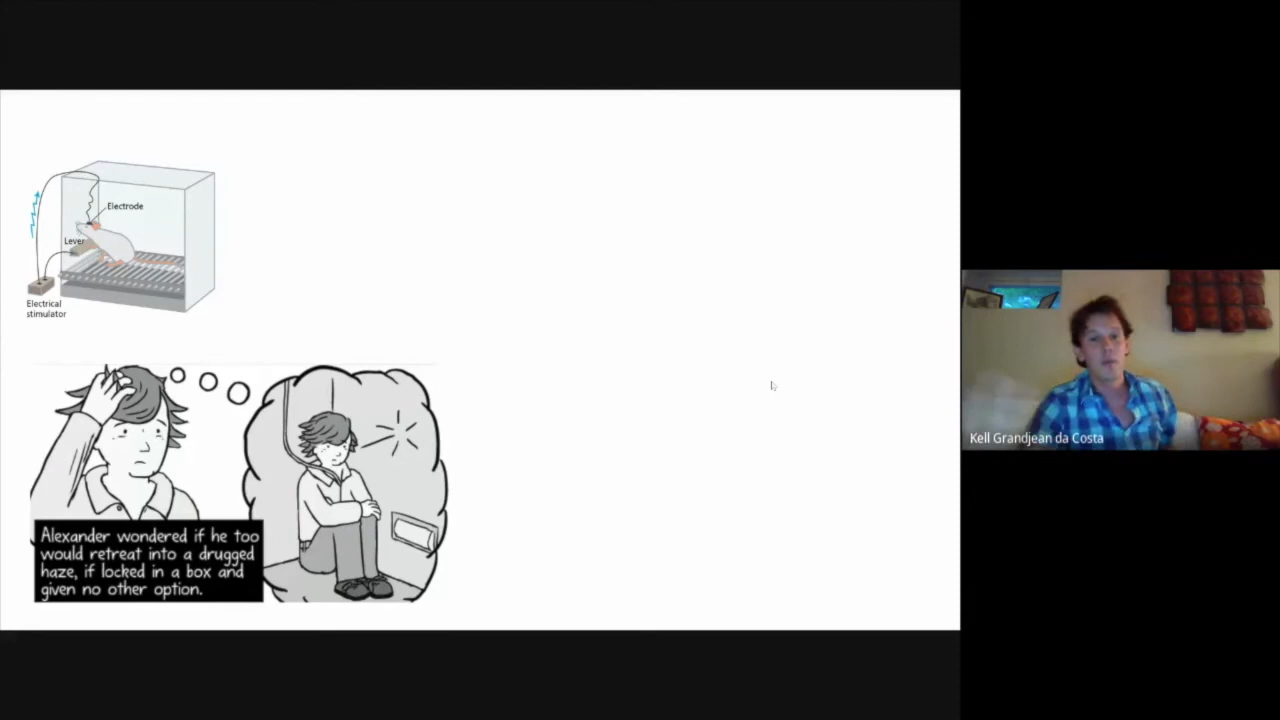 Electrode
Lever
Electrical
stimulator
Alexander wondered if he too
would retreat into a drugged
haze, if locked in a box and
given no other option.
Kell Grandjean da Costa